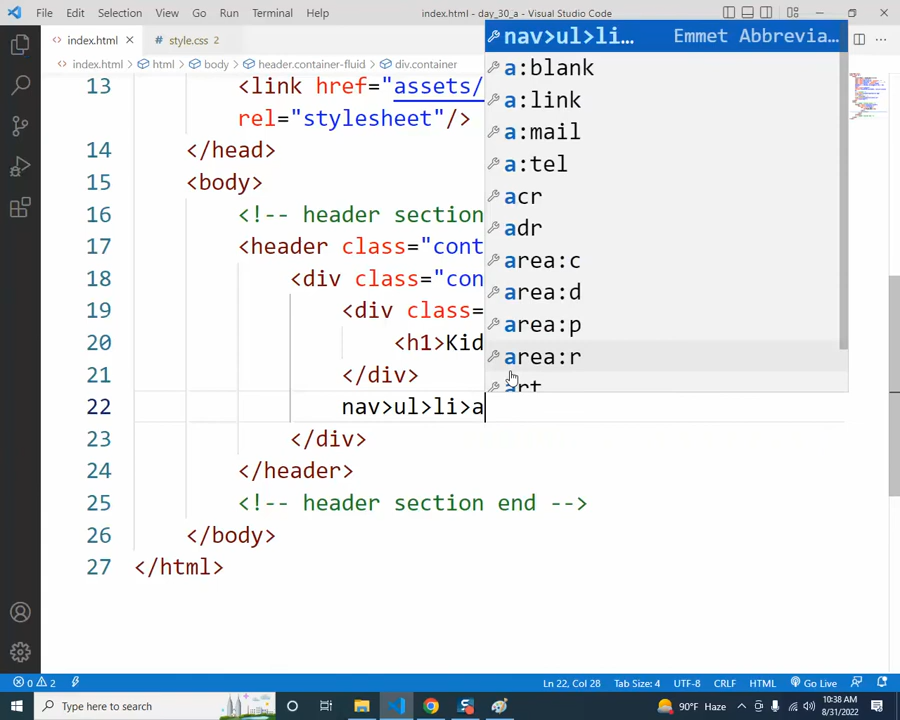 File Edit Selection View Go Run Terminal Help index.html - day_30_a - Visual Studio Code
index.html style.css 2
index.html > html > body > header.container-fluid > div.container
13 <link href="assets/
rel="stylesheet"/>
14 </head>
15 <body>
16 <!-- header section
17 <header class="cont
18 <div class="con
19 <div class=
20 <h1>Kid
21 </div>
22 nav>ul>li>a
23 </div>
24 </header>
25 <!-- header section end -->
26 </body>
27 </html>
nav>ul>li… Emmet Abbrevia…
a:blank
a:link
a:mail
a:tel
acr
adr
area:c
area:d
area:p
area:r
art
0 2 Ln 22, Col 28 Tab Size: 4 UTF-8 CRLF HTML Go Live
Type here to search 90°F Haze 10:38 AM
8/31/2022